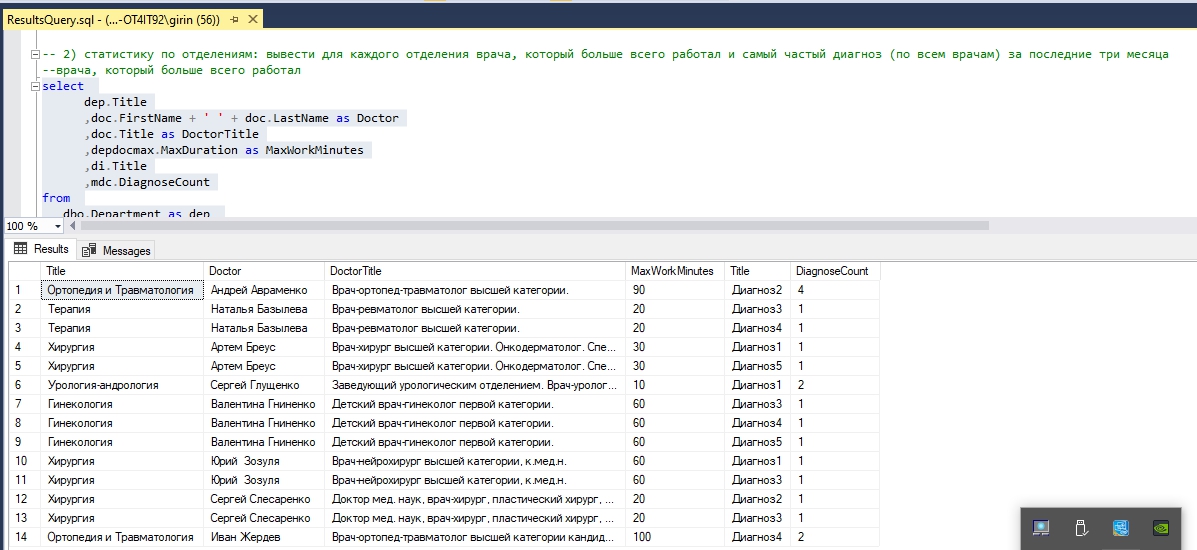 ResultsQuery.sql - (...-OT4IT92\girin (56))
-- 2) статистику по отделениям: вывести для каждого отделения врача, который больше всего работал и самый частый диагноз (по всем врачам) за последние три месяца
--врача, который больше всего работал
select
dep.Title
,doc.FirstName + ' ' + doc.LastName as Doctor
,doc.Title as DoctorTitle
,depdocmax.MaxDuration as MaxWorkMinutes
,di.Title
,mdc.DiagnoseCount
from
dbo.Department as dep
100 %
Results Messages
Title Doctor DoctorTitle MaxWorkMinutes Title DiagnoseCount
1 Ортопедия и Травматология Андрей Авраменко Врач-ортопед-травматолог высшей категории. 90 Диагноз2 4
2 Терапия Наталья Базылева Врач-ревматолог высшей категории. 20 Диагноз3 1
3 Терапия Наталья Базылева Врач-ревматолог высшей категории. 20 Диагноз4 1
4 Хирургия Артем Бреус Врач-хирург высшей категории. Онкодерматолог. Спе... 30 Диагноз1 1
5 Хирургия Артем Бреус Врач-хирург высшей категории. Онкодерматолог. Спе... 30 Диагноз5 1
6 Урология-андрология Сергей Глущенко Заведующий урологическим отделением. Врач-уролог... 10 Диагноз1 2
7 Гинекология Валентина Гниненко Детский врач-гинеколог первой категории. 60 Диагноз3 1
8 Гинекология Валентина Гниненко Детский врач-гинеколог первой категории. 60 Диагноз4 1
9 Гинекология Валентина Гниненко Детский врач-гинеколог первой категории. 60 Диагноз5 1
10 Хирургия Юрий Зозуля Врач-нейрохирург высшей категории, к.мед.н. 60 Диагноз1 1
11 Хирургия Юрий Зозуля Врач-нейрохирург высшей категории, к.мед.н. 60 Диагноз3 1
12 Хирургия Сергей Слесаренко Доктор мед. наук, врач-хирург, пластический хирург, ... 20 Диагноз2 1
13 Хирургия Сергей Слесаренко Доктор мед. наук, врач-хирург, пластический хирург, ... 20 Диагноз3 1
14 Ортопедия и Травматология Иван Жердев Врач-ортопед-травматолог высшей категории кандид... 100 Диагноз4 2